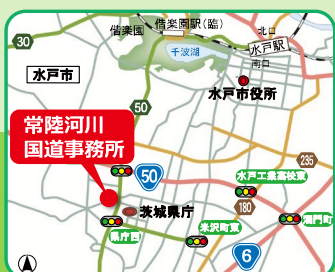 偕楽園
偕楽園駅(臨)
北口
水戸駅
南口
千波湖
30
水戸市
水戸市役所
50
常陸河川
国道事務所
50
水戸工業高校東
235
茨城県庁
180
県庁西
米沢町東
6